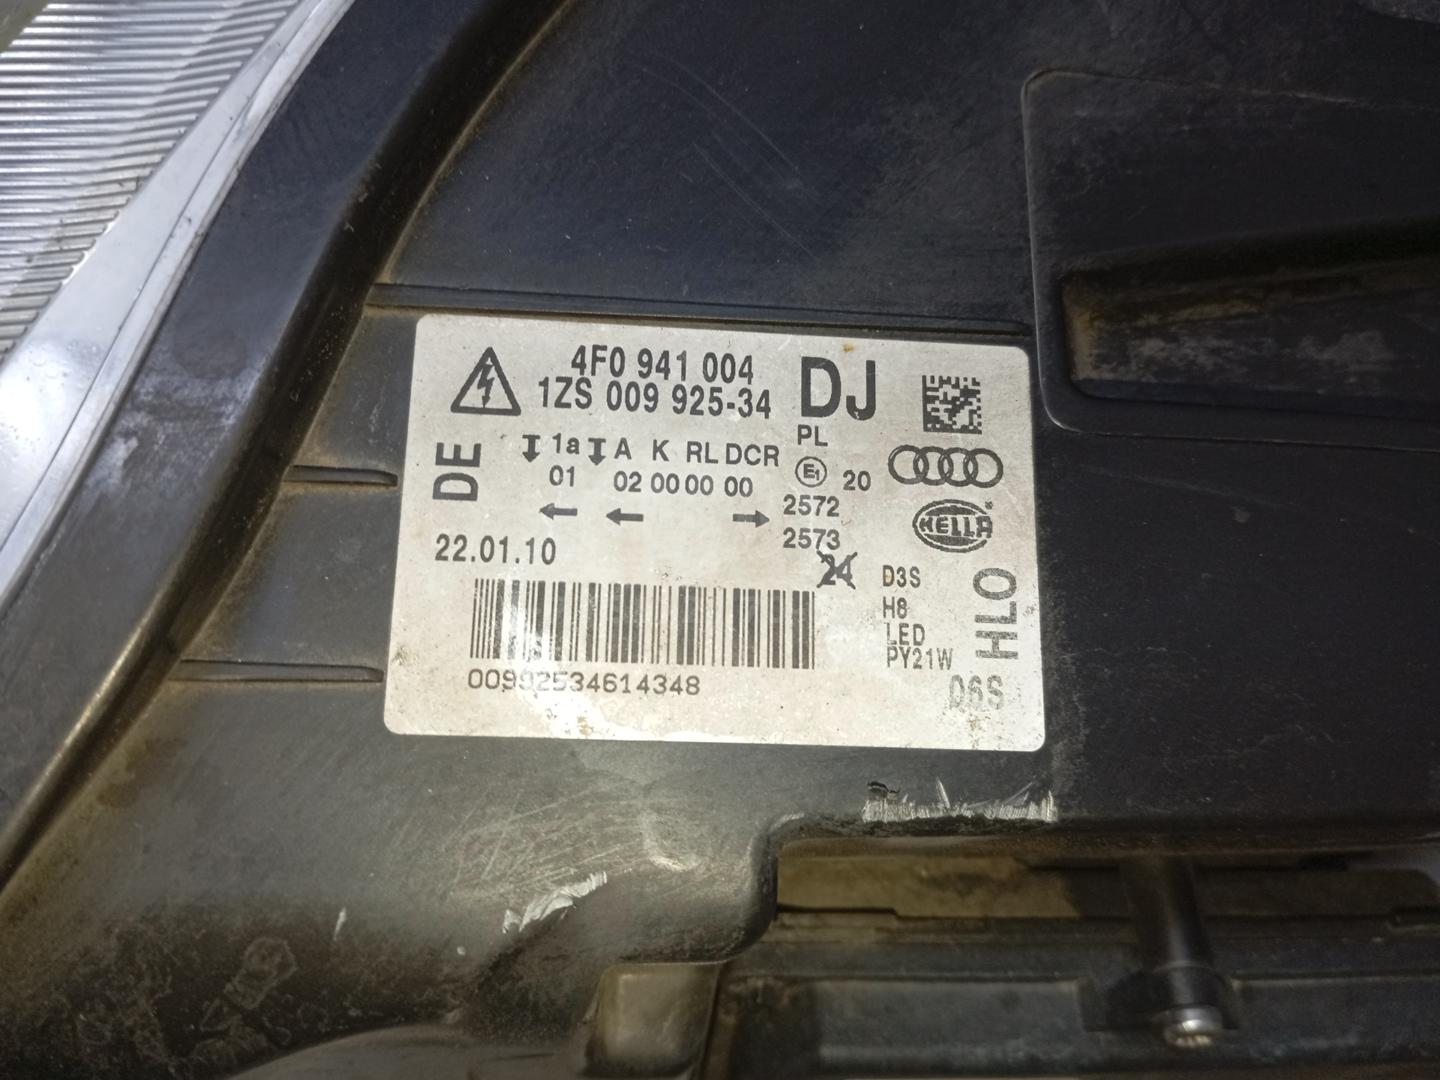 4F0 941 004
1ZS 009 925-34
DJ
DE
1a A K RL DCR
01 02 00 00 00
PL
E1 20
2572
2573
24
22.01.10
HELLA
D3S
H8
LED
PY21W
HLO
06S
00992534614348